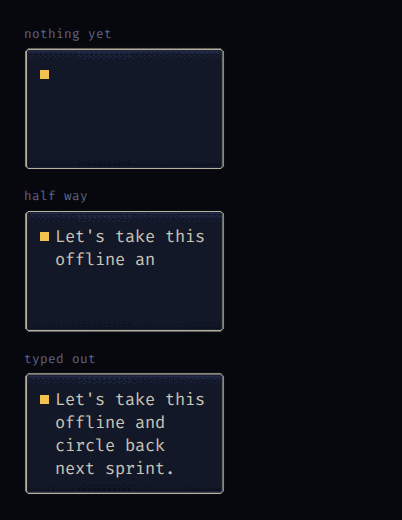 nothing yet
half way
Let's take this
offline an
typed out
Let's take this
offline and
circle back
next sprint.